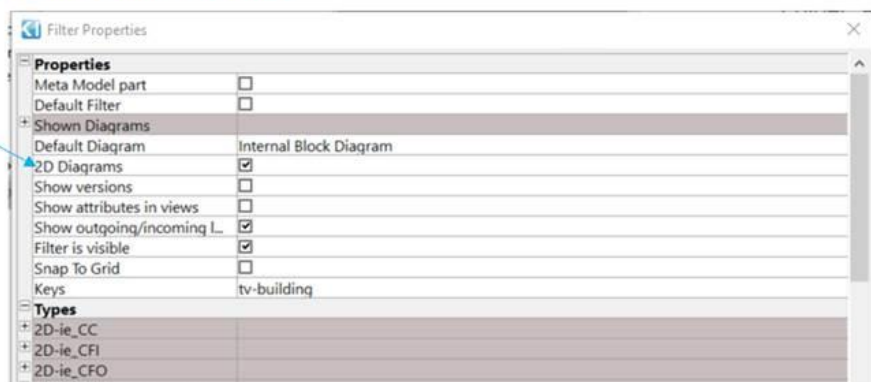 Filter Properties
Properties
Meta Model part
Default Filter
Shown Diagrams
Default Diagram Internal Block Diagram
2D Diagrams
Show versions
Show attributes in views
Show outgoing/incoming l...
Filter is visible
Snap To Grid
Keys tv-building
Types
2D-ie_CC
2D-ie_CFI
2D-ie_CFO